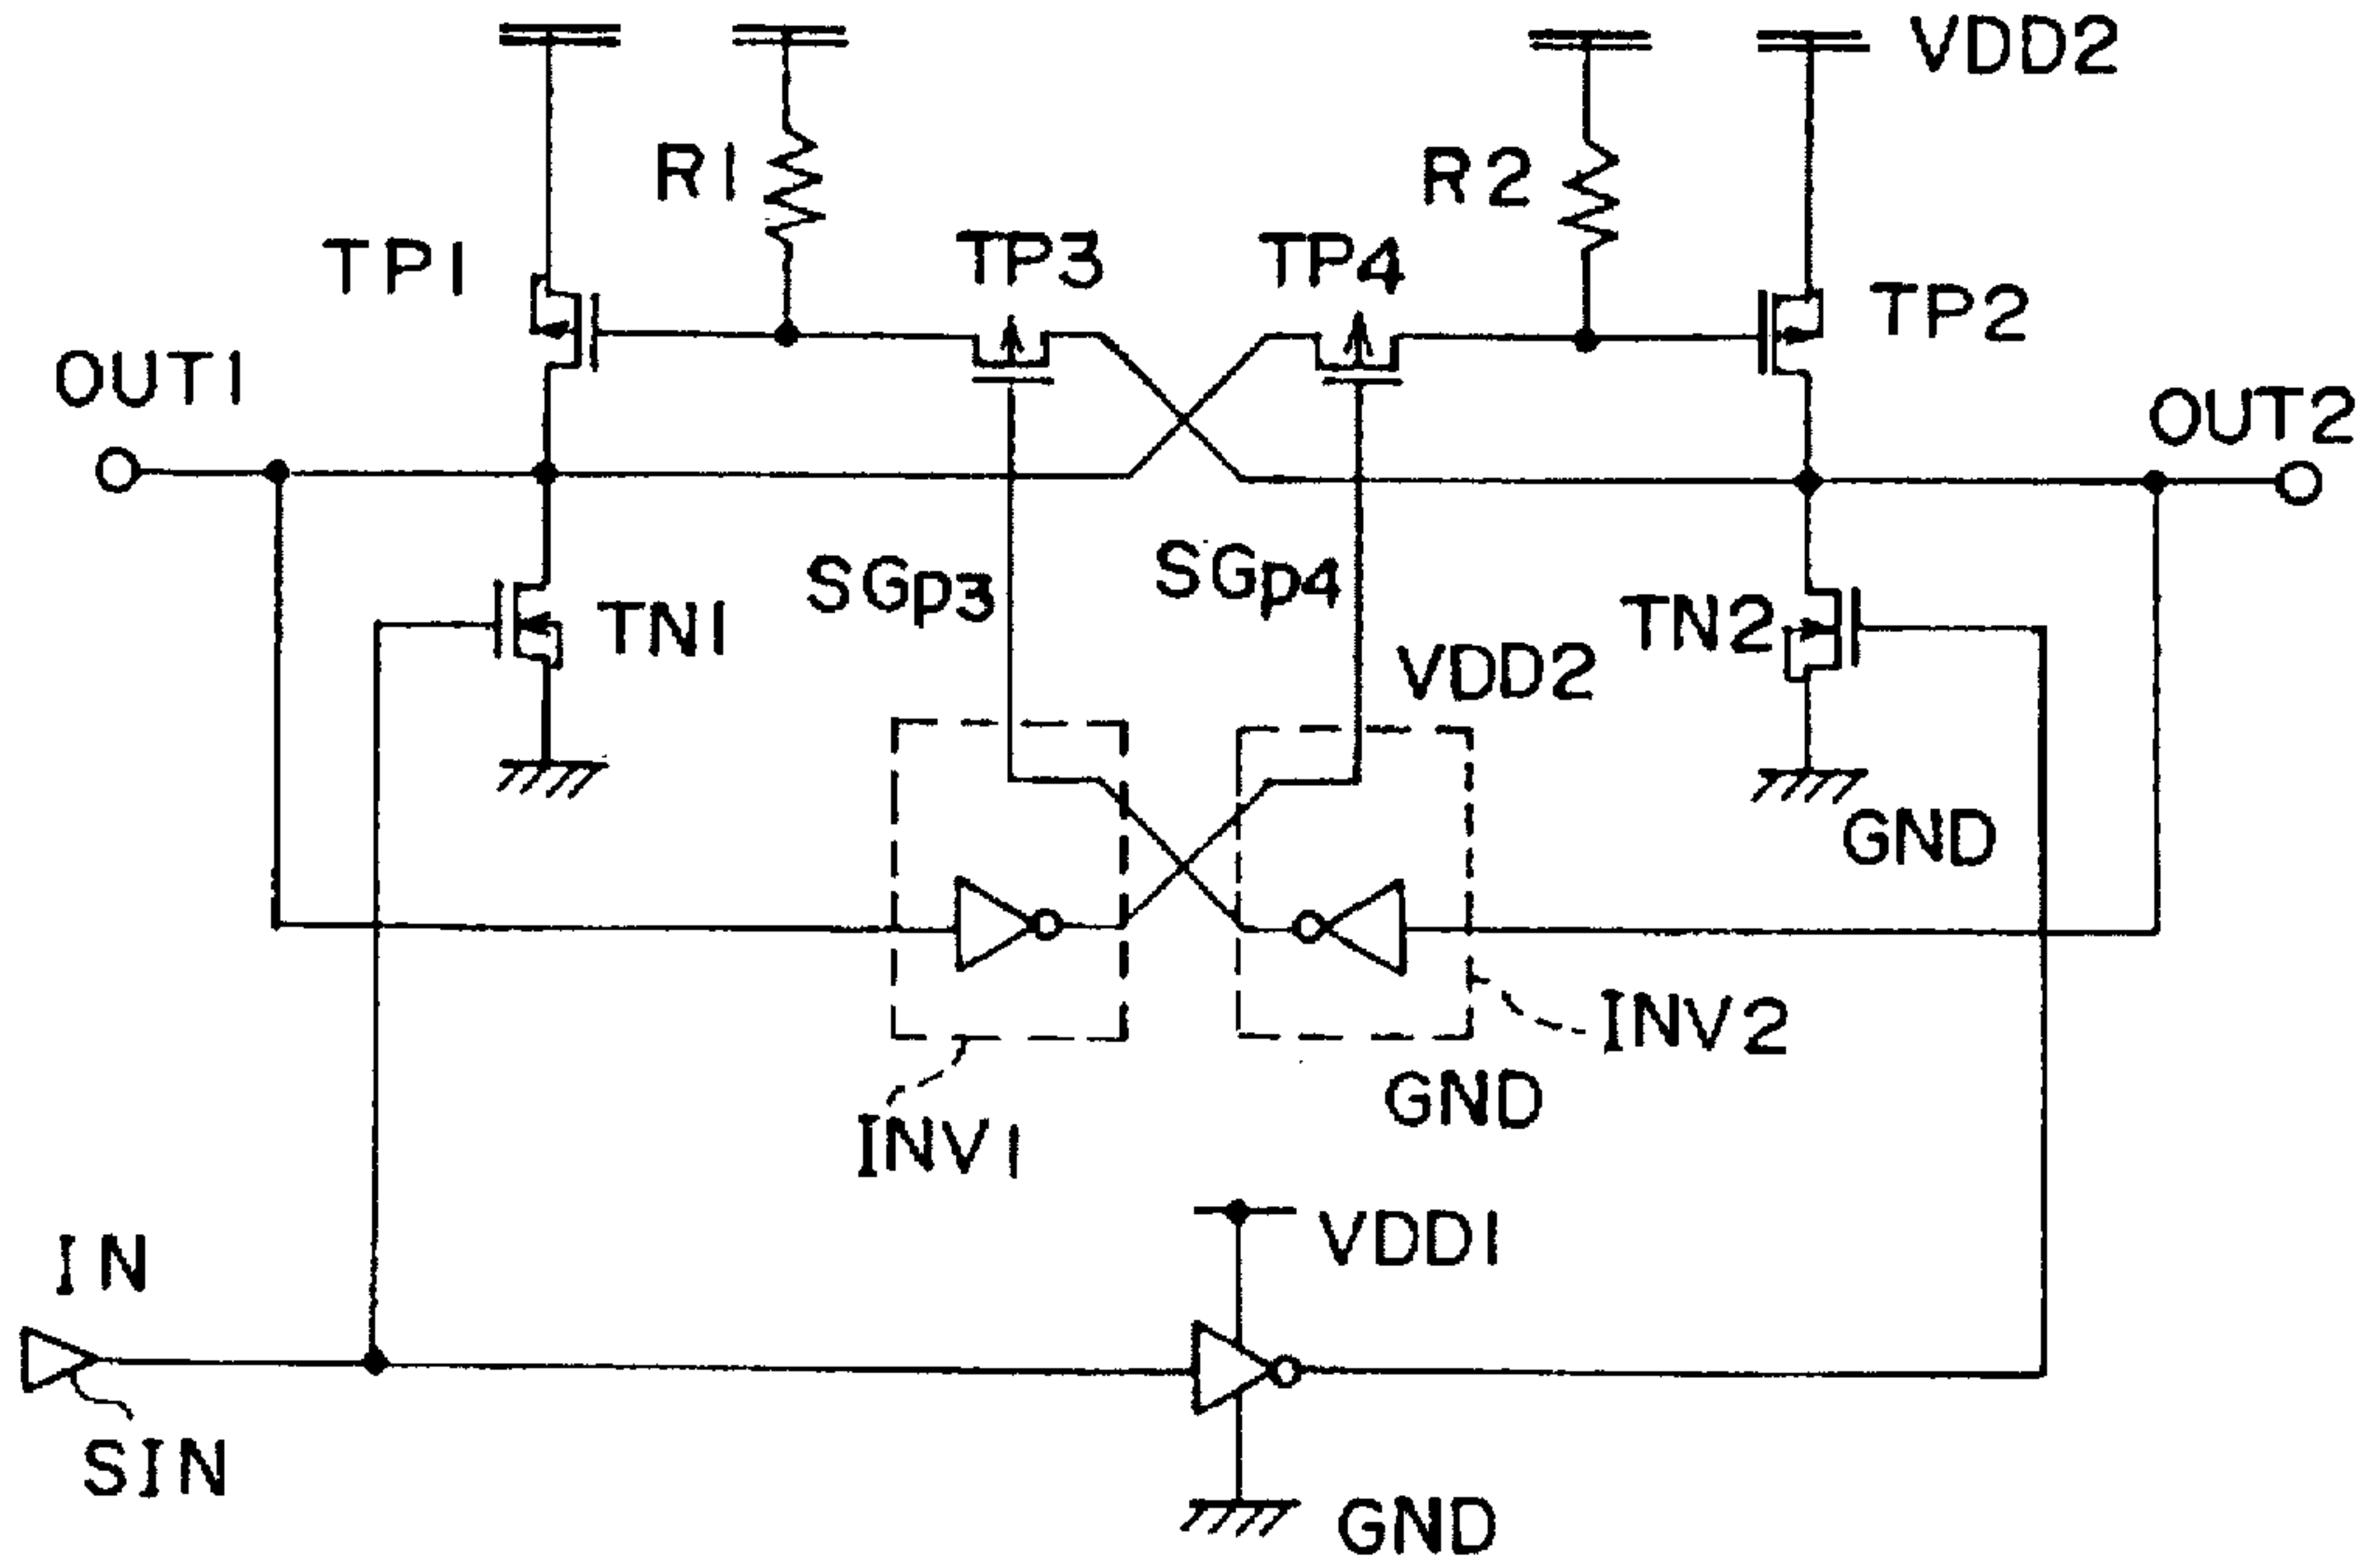 VDD2
R1
R2
TP1
TP3
TP4
TP2
OUT1
OUT2
SGp3
SGp4
TN1
TN2
VDD2
GND
INV2
GND
INV1
VDD1
IN
SIN
GND